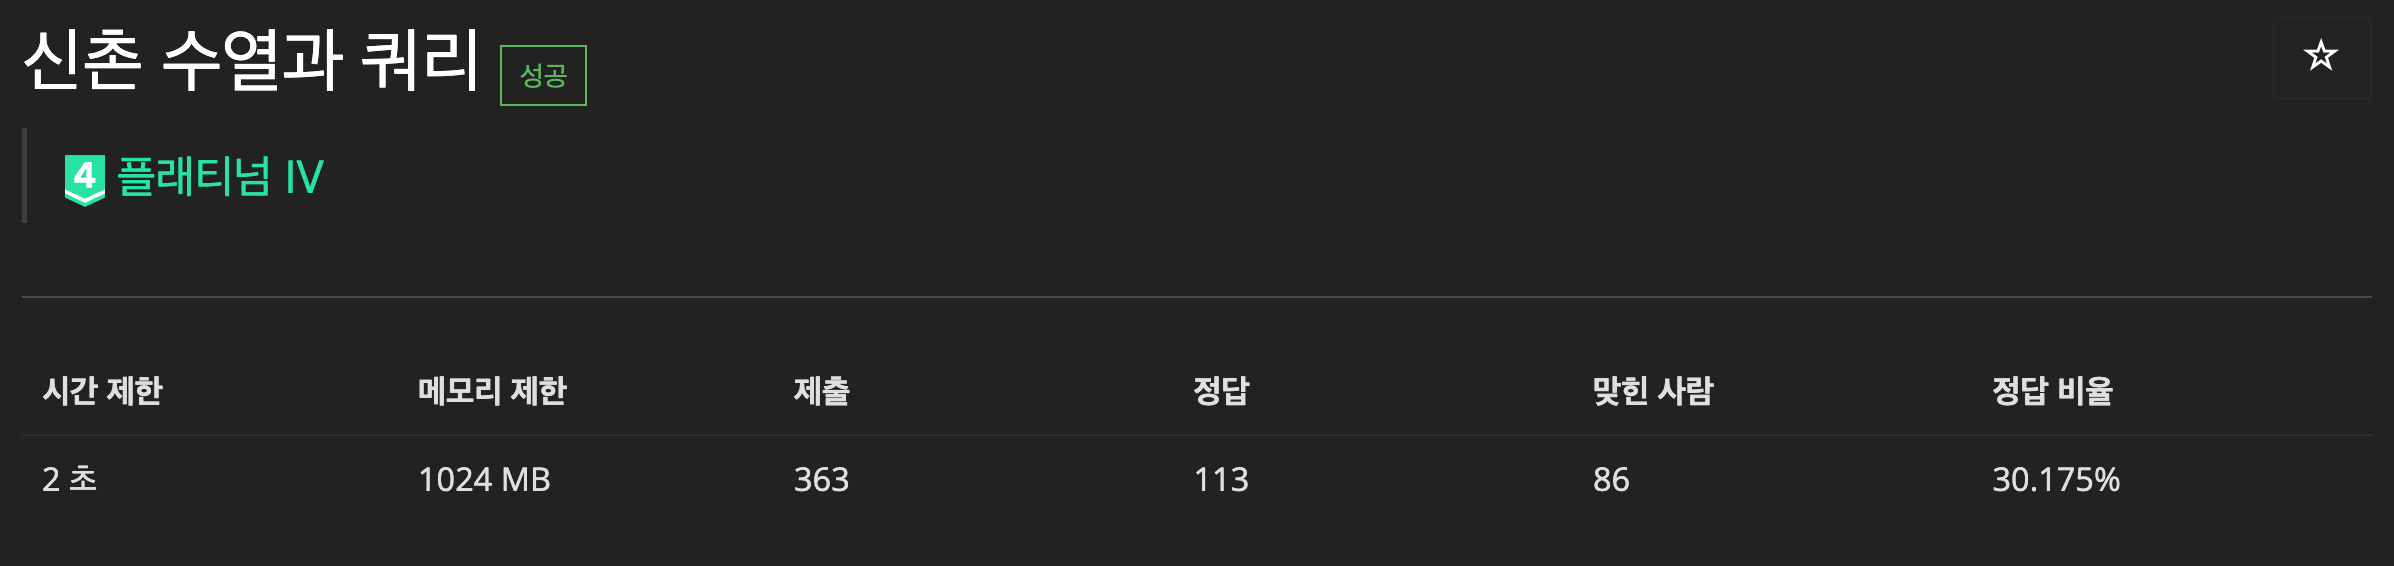 신촌 수열과 쿼리 성공
4 플래티넘 IV
시간 제한 메모리 제한 제출 정답 맞힌 사람 정답 비율
2 초 1024 MB 363 113 86 30.175%